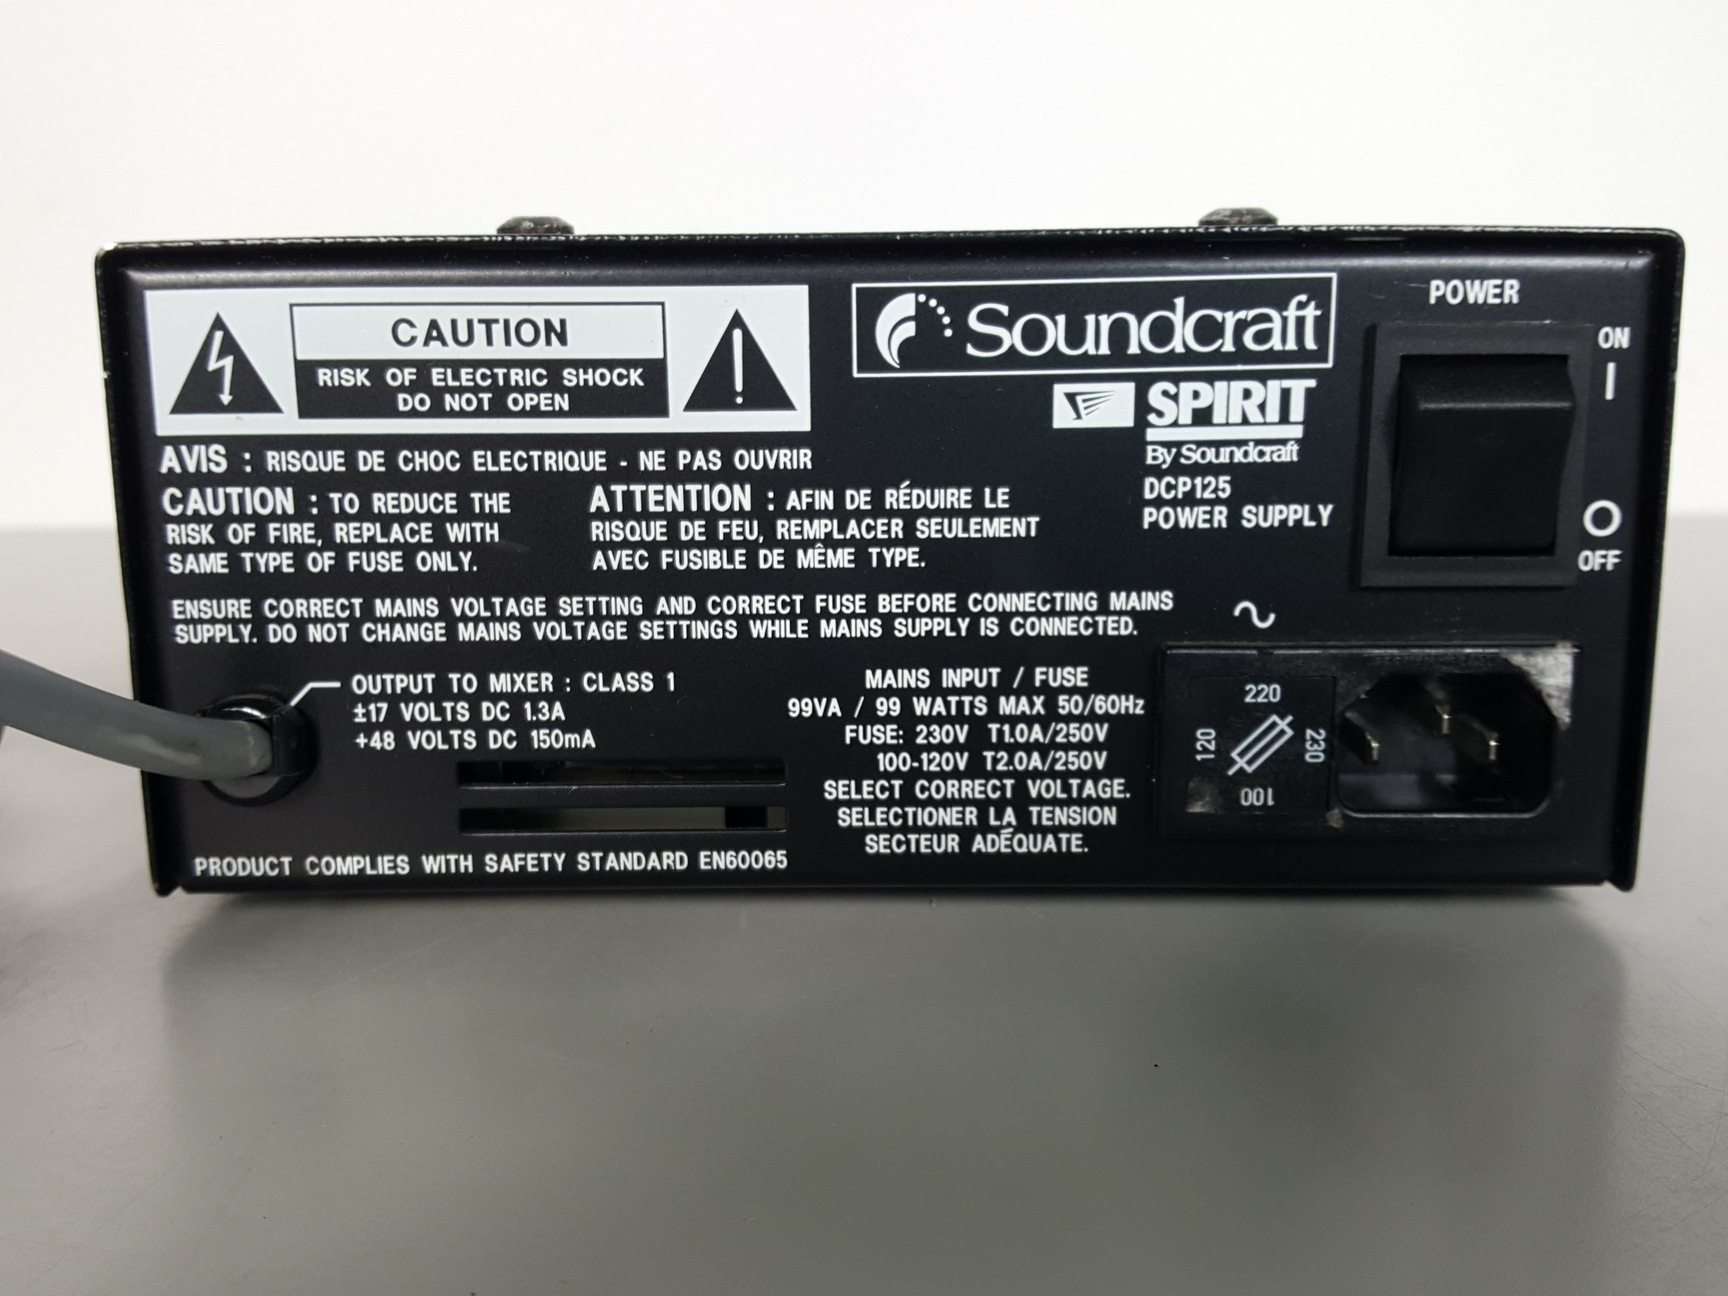 CAUTION
RISK OF ELECTRIC SHOCK
DO NOT OPEN
AVIS : RISQUE DE CHOC ELECTRIQUE - NE PAS OUVRIR
CAUTION : TO REDUCE THE
RISK OF FIRE, REPLACE WITH
SAME TYPE OF FUSE ONLY.
ATTENTION : AFIN DE RÉDUIRE LE
RISQUE DE FEU, REMPLACER SEULEMENT
AVEC FUSIBLE DE MÊME TYPE.
Soundcraft
SPIRIT
By Soundcraft
DCP125
POWER SUPPLY
POWER
ON
OFF
ENSURE CORRECT MAINS VOLTAGE SETTING AND CORRECT FUSE BEFORE CONNECTING MAINS
SUPPLY. DO NOT CHANGE MAINS VOLTAGE SETTINGS WHILE MAINS SUPPLY IS CONNECTED.
OUTPUT TO MIXER : CLASS 1
±17 VOLTS DC 1.3A
+48 VOLTS DC 150mA
MAINS INPUT / FUSE
99VA / 99 WATTS MAX 50/60Hz
FUSE: 230V T1.0A/250V
100-120V T2.0A/250V
SELECT CORRECT VOLTAGE.
SELECTIONER LA TENSION
SECTEUR ADÉQUATE.
220
120
230
100
PRODUCT COMPLIES WITH SAFETY STANDARD EN60065